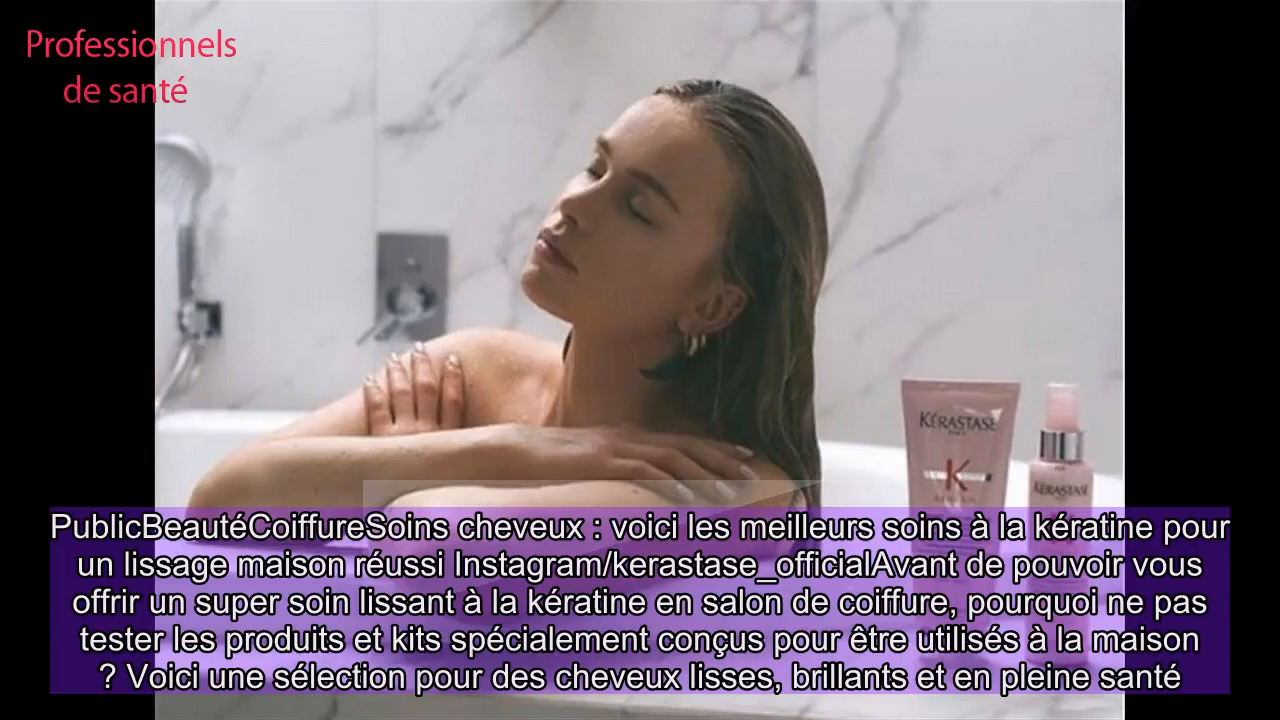 Professionnels
de santé
KÉRASTASE
PARIS
K
KÉRASTASE
PublicBeautéCoiffureSoins cheveux : voici les meilleurs soins à la kératine pour
un lissage maison réussi Instagram/kerastase_officialAvant de pouvoir vous
offrir un super soin lissant à la kératine en salon de coiffure, pourquoi ne pas
tester les produits et kits spécialement conçus pour être utilisés à la maison
? Voici une sélection pour des cheveux lisses, brillants et en pleine santé